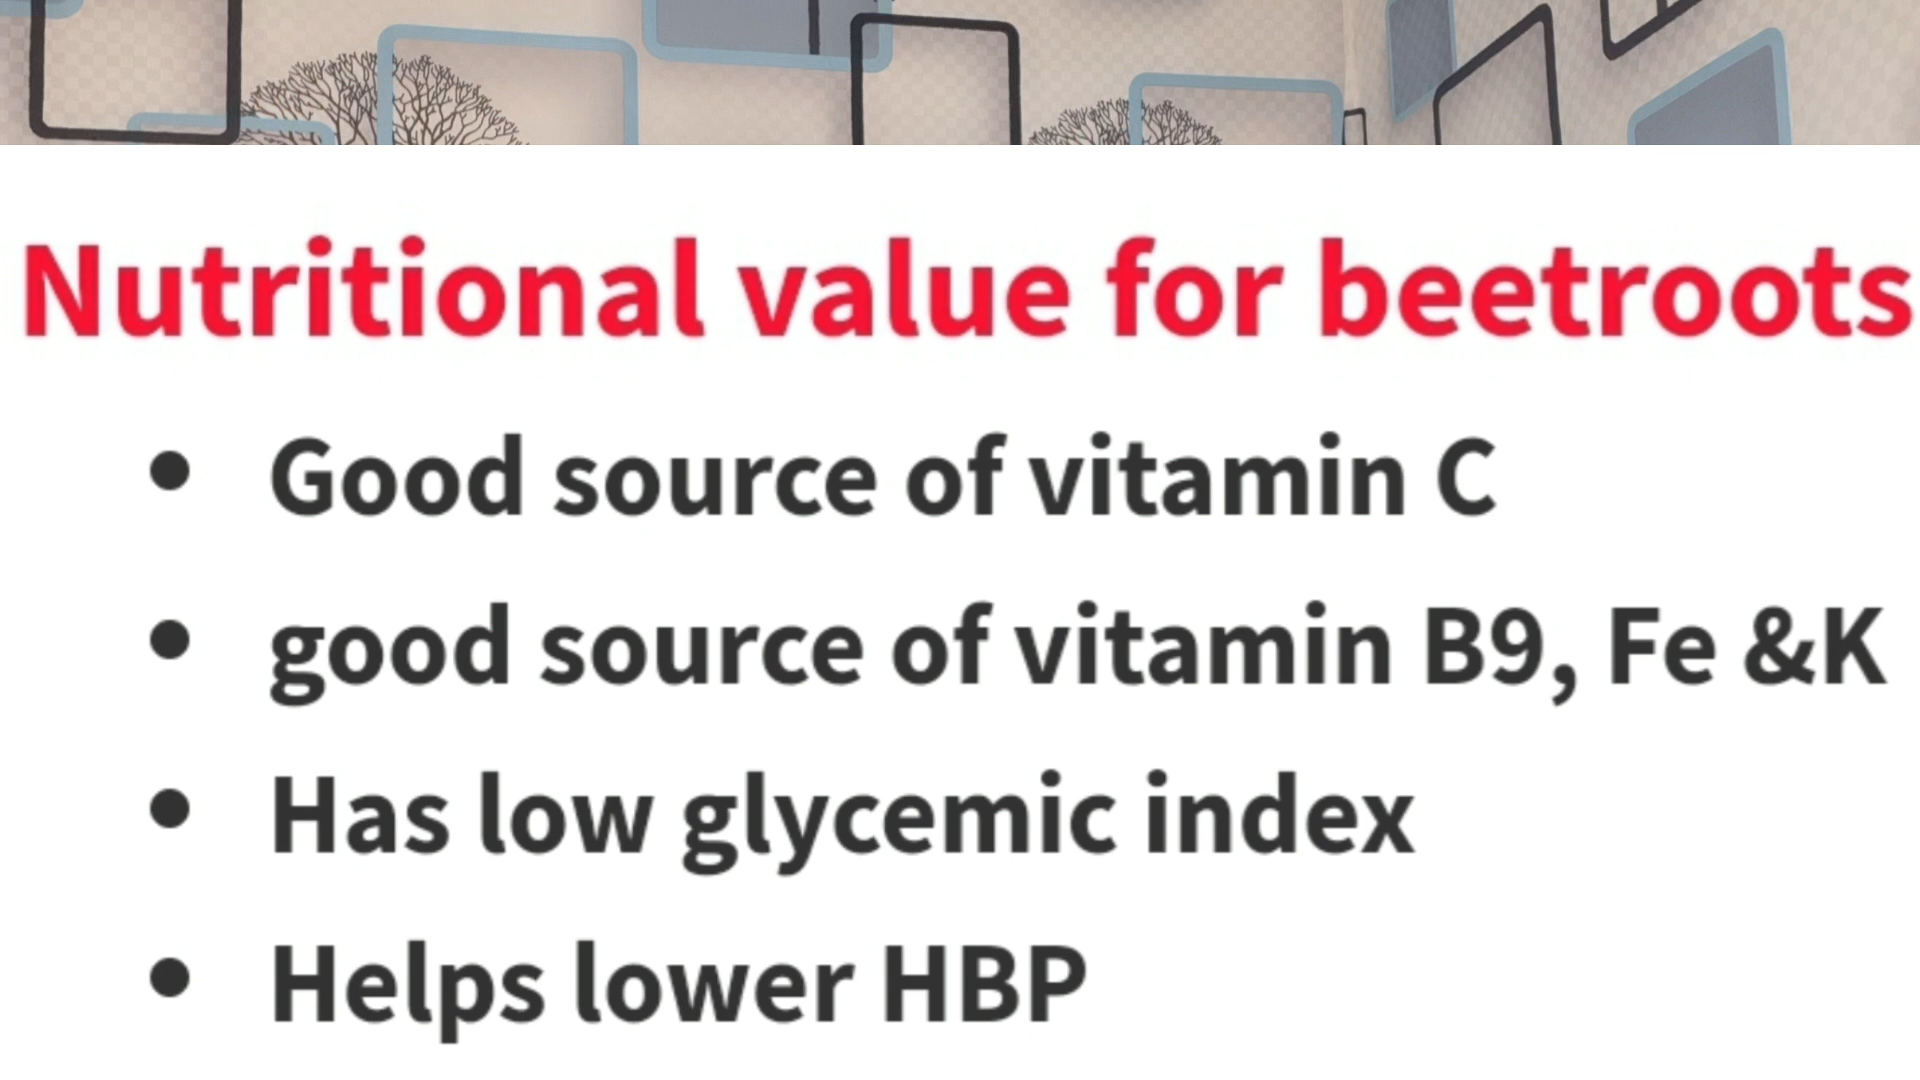 Nutritional value for beetroots
• Good source of vitamin C
• good source of vitamin B9, Fe &K
• Has low glycemic index
• Helps lower HBP